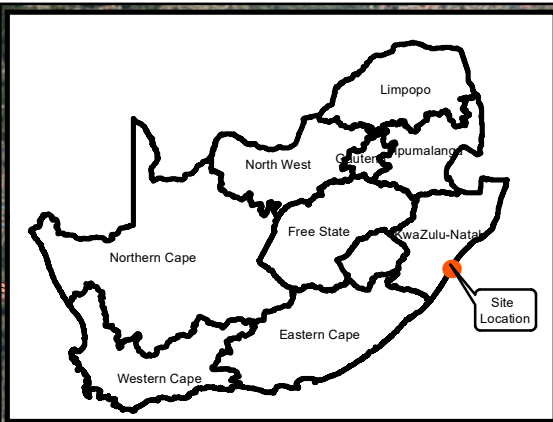 Limpopo
North West
Gauteng
Mpumalanga
Free State
KwaZulu-Natal
Northern Cape
Site
Location
Eastern Cape
Western Cape